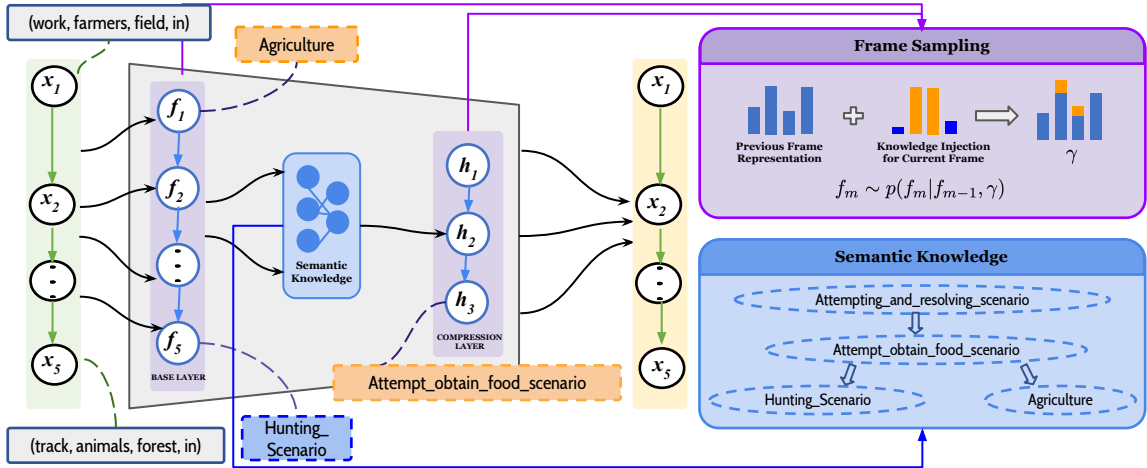 (work, farmers, field, in)
Agriculture
x1
x2
x5
f1
f2
f5
BASE LAYER
Semantic
Knowledge
h1
h2
h3
COMPRESSION
LAYER
Attempt_obtain_food_scenario
Hunting_
Scenario
(track, animals, forest, in)
x1
x2
x5
Frame Sampling
Previous Frame
Representation
Knowledge Injection
for Current Frame
γ
fm ∼ p(fm|fm−1, γ)
Semantic Knowledge
Attempting_and_resolving_scenario
Attempt_obtain_food_scenario
Hunting_Scenario
Agriculture